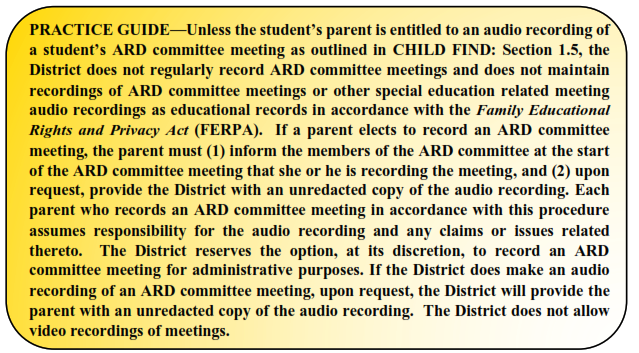 PRACTICE GUIDE—Unless the student's parent is entitled to an audio recording of
a student's ARD committee meeting as outlined in CHILD FIND: Section 1.5, the
District does not regularly record ARD committee meetings and does not maintain
recordings of ARD committee meetings or other special education related meeting
audio recordings as educational records in accordance with the Family Educational
Rights and Privacy Act (FERPA). If a parent elects to record an ARD committee
meeting, the parent must (1) inform the members of the ARD committee at the start
of the ARD committee meeting that she or he is recording the meeting, and (2) upon
request, provide the District with an unredacted copy of the audio recording. Each
parent who records an ARD committee meeting in accordance with this procedure
assumes responsibility for the audio recording and any claims or issues related
thereto. The District reserves the option, at its discretion, to record an ARD
committee meeting for administrative purposes. If the District does make an audio
recording of an ARD committee meeting, upon request, the District will provide the
parent with an unredacted copy of the audio recording. The District does not allow
video recordings of meetings.